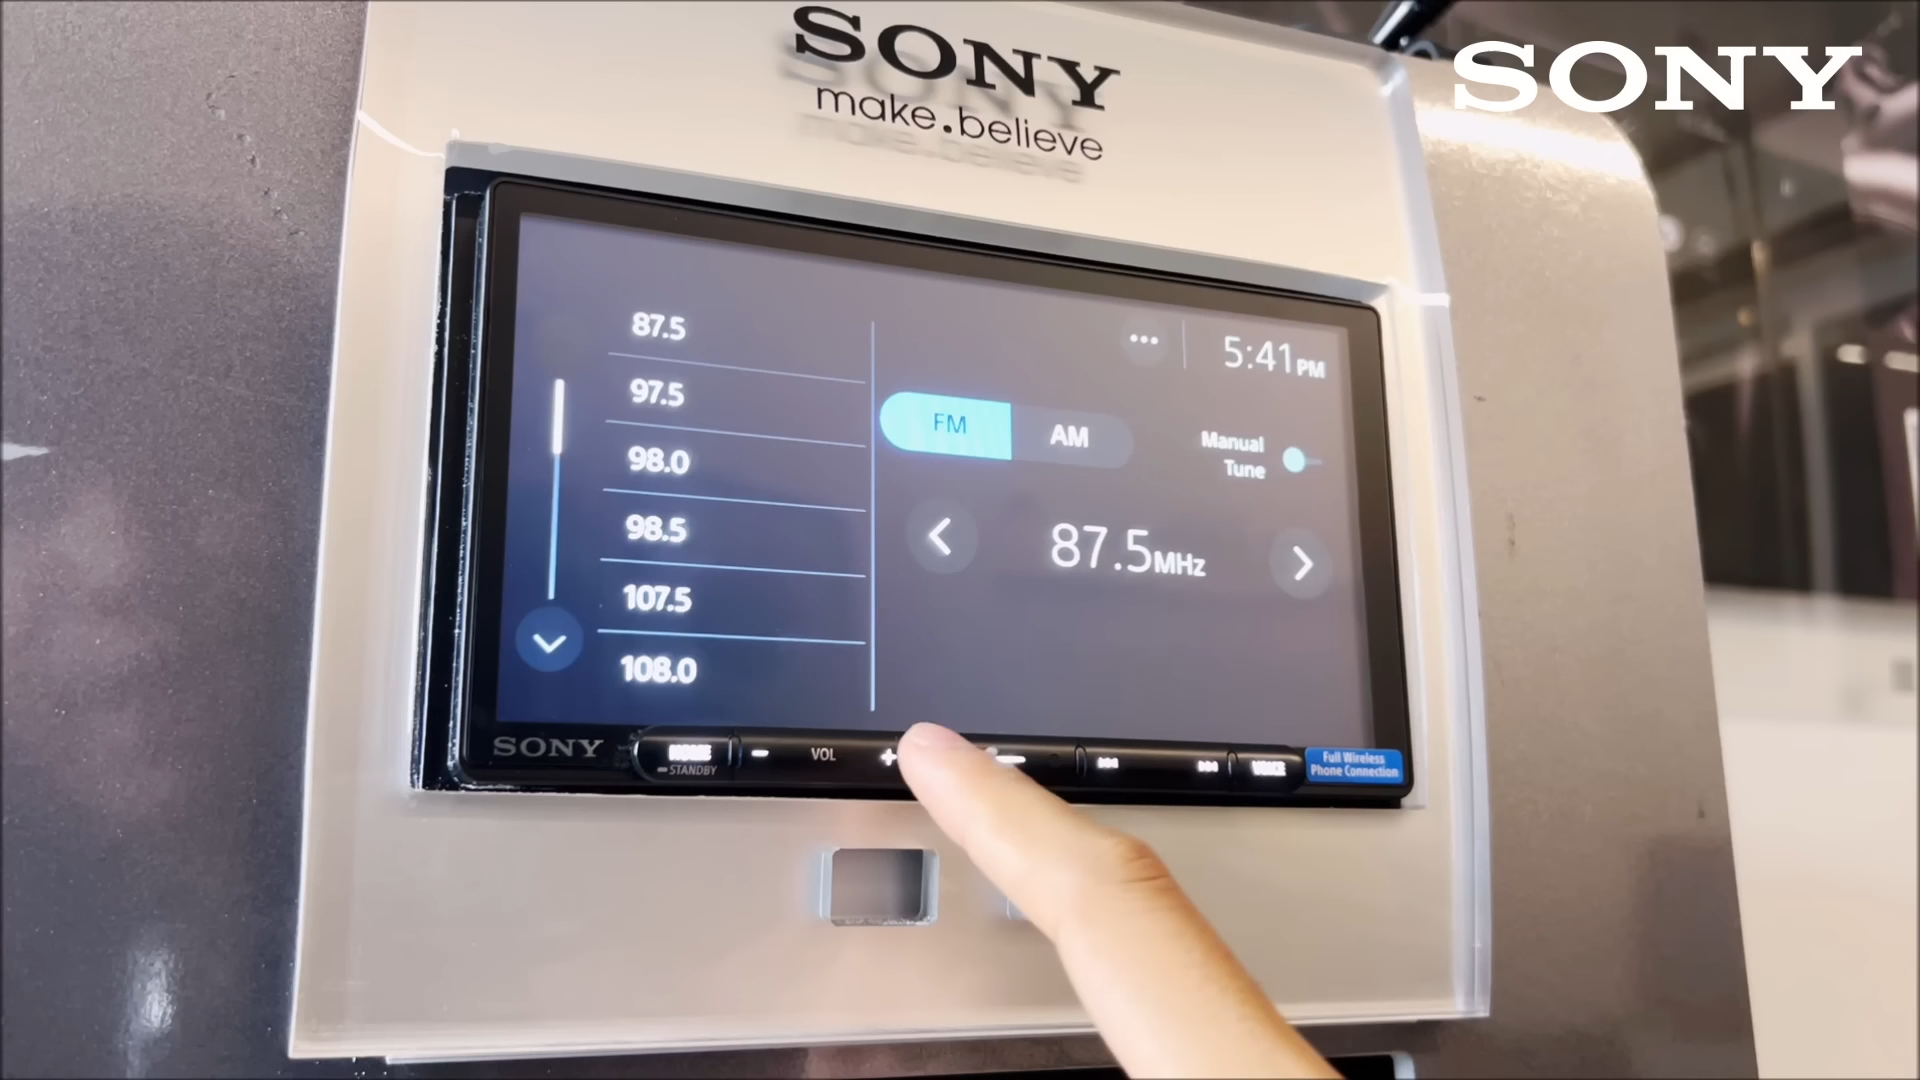 SONY
make.believe
SONY
87.5
97.5
98.0
98.5
107.5
108.0
5:41PM
FM
AM
Manual
Tune
87.5MHz
SONY
STANDBY
VOL
VOICE
Full Wireless
Phone Connection